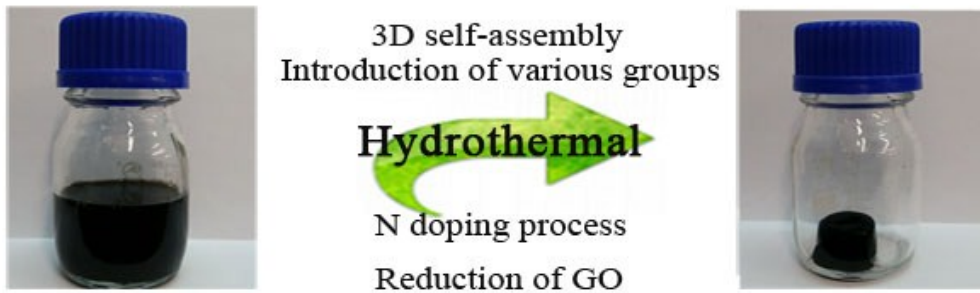 3D self-assembly
Introduction of various groups
Hydrothermal
N doping process
Reduction of GO